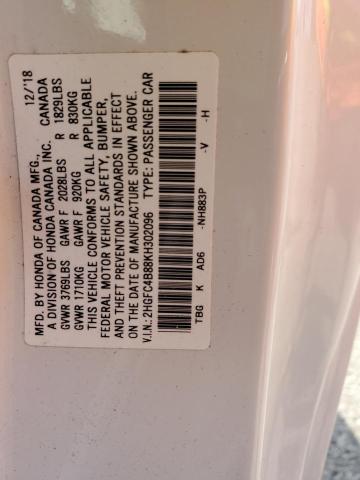 MFD. BY HONDA OF CANADA MFG., 12/'18
A DIVISION OF HONDA CANADA INC. CANADA
GVWR 3769LBS GAWR F 2028LBS R 1829LBS
GVWR 1710KG GAWR F 920KG R 830KG
THIS VEHICLE CONFORMS TO ALL APPLICABLE
FEDERAL MOTOR VEHICLE SAFETY, BUMPER,
AND THEFT PREVENTION STANDARDS IN EFFECT
ON THE DATE OF MANUFACTURE SHOWN ABOVE.
V.I.N.: 2HGFC4B88KH302096 TYPE: PASSENGER CAR
TBG K AD6 -NH883P -V -H